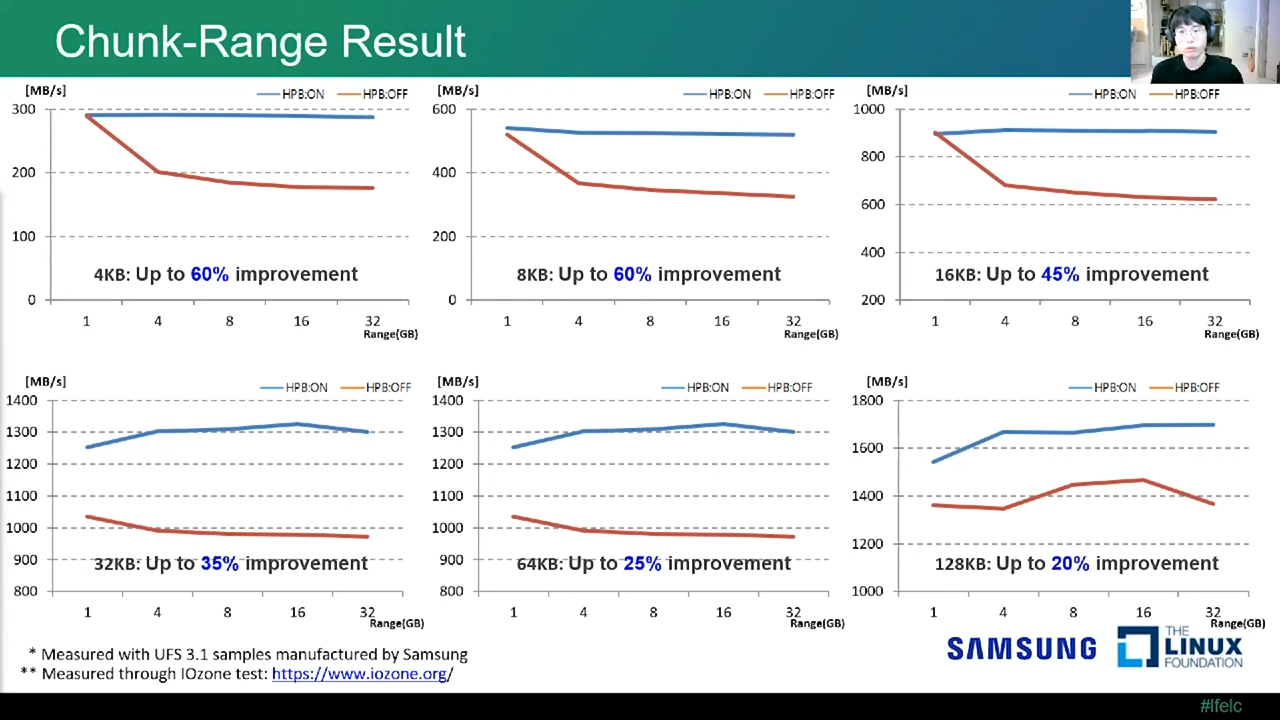 Chunk-Range Result
[MB/s]
HPB:ON HPB:OFF
300
200
100
0
4KB: Up to 60% improvement
1 4 8 16 32
Range(GB)
[MB/s]
HPB:ON HPB:OFF
600
400
200
0
8KB: Up to 60% improvement
1 4 8 16 32
Range(GB)
[MB/s]
HPB:ON HPB:OFF
1000
800
600
400
200
16KB: Up to 45% improvement
1 4 8 16 32
Range(GB)
[MB/s]
HPB:ON HPB:OFF
1400
1300
1200
1100
1000
900
800
32KB: Up to 35% improvement
1 4 8 16 32
Range(GB)
[MB/s]
HPB:ON HPB:OFF
1400
1300
1200
1100
1000
900
800
64KB: Up to 25% improvement
1 4 8 16 32
Range(GB)
[MB/s]
HPB:ON HPB:OFF
1800
1600
1400
1200
1000
128KB: Up to 20% improvement
1 4 8 16 32
Range(GB)
* Measured with UFS 3.1 samples manufactured by Sansung
** Measured through IOzone test: https://www.iozone.org/
SAMSUNG
THE
LINUX
FOUNDATION
#lfelc